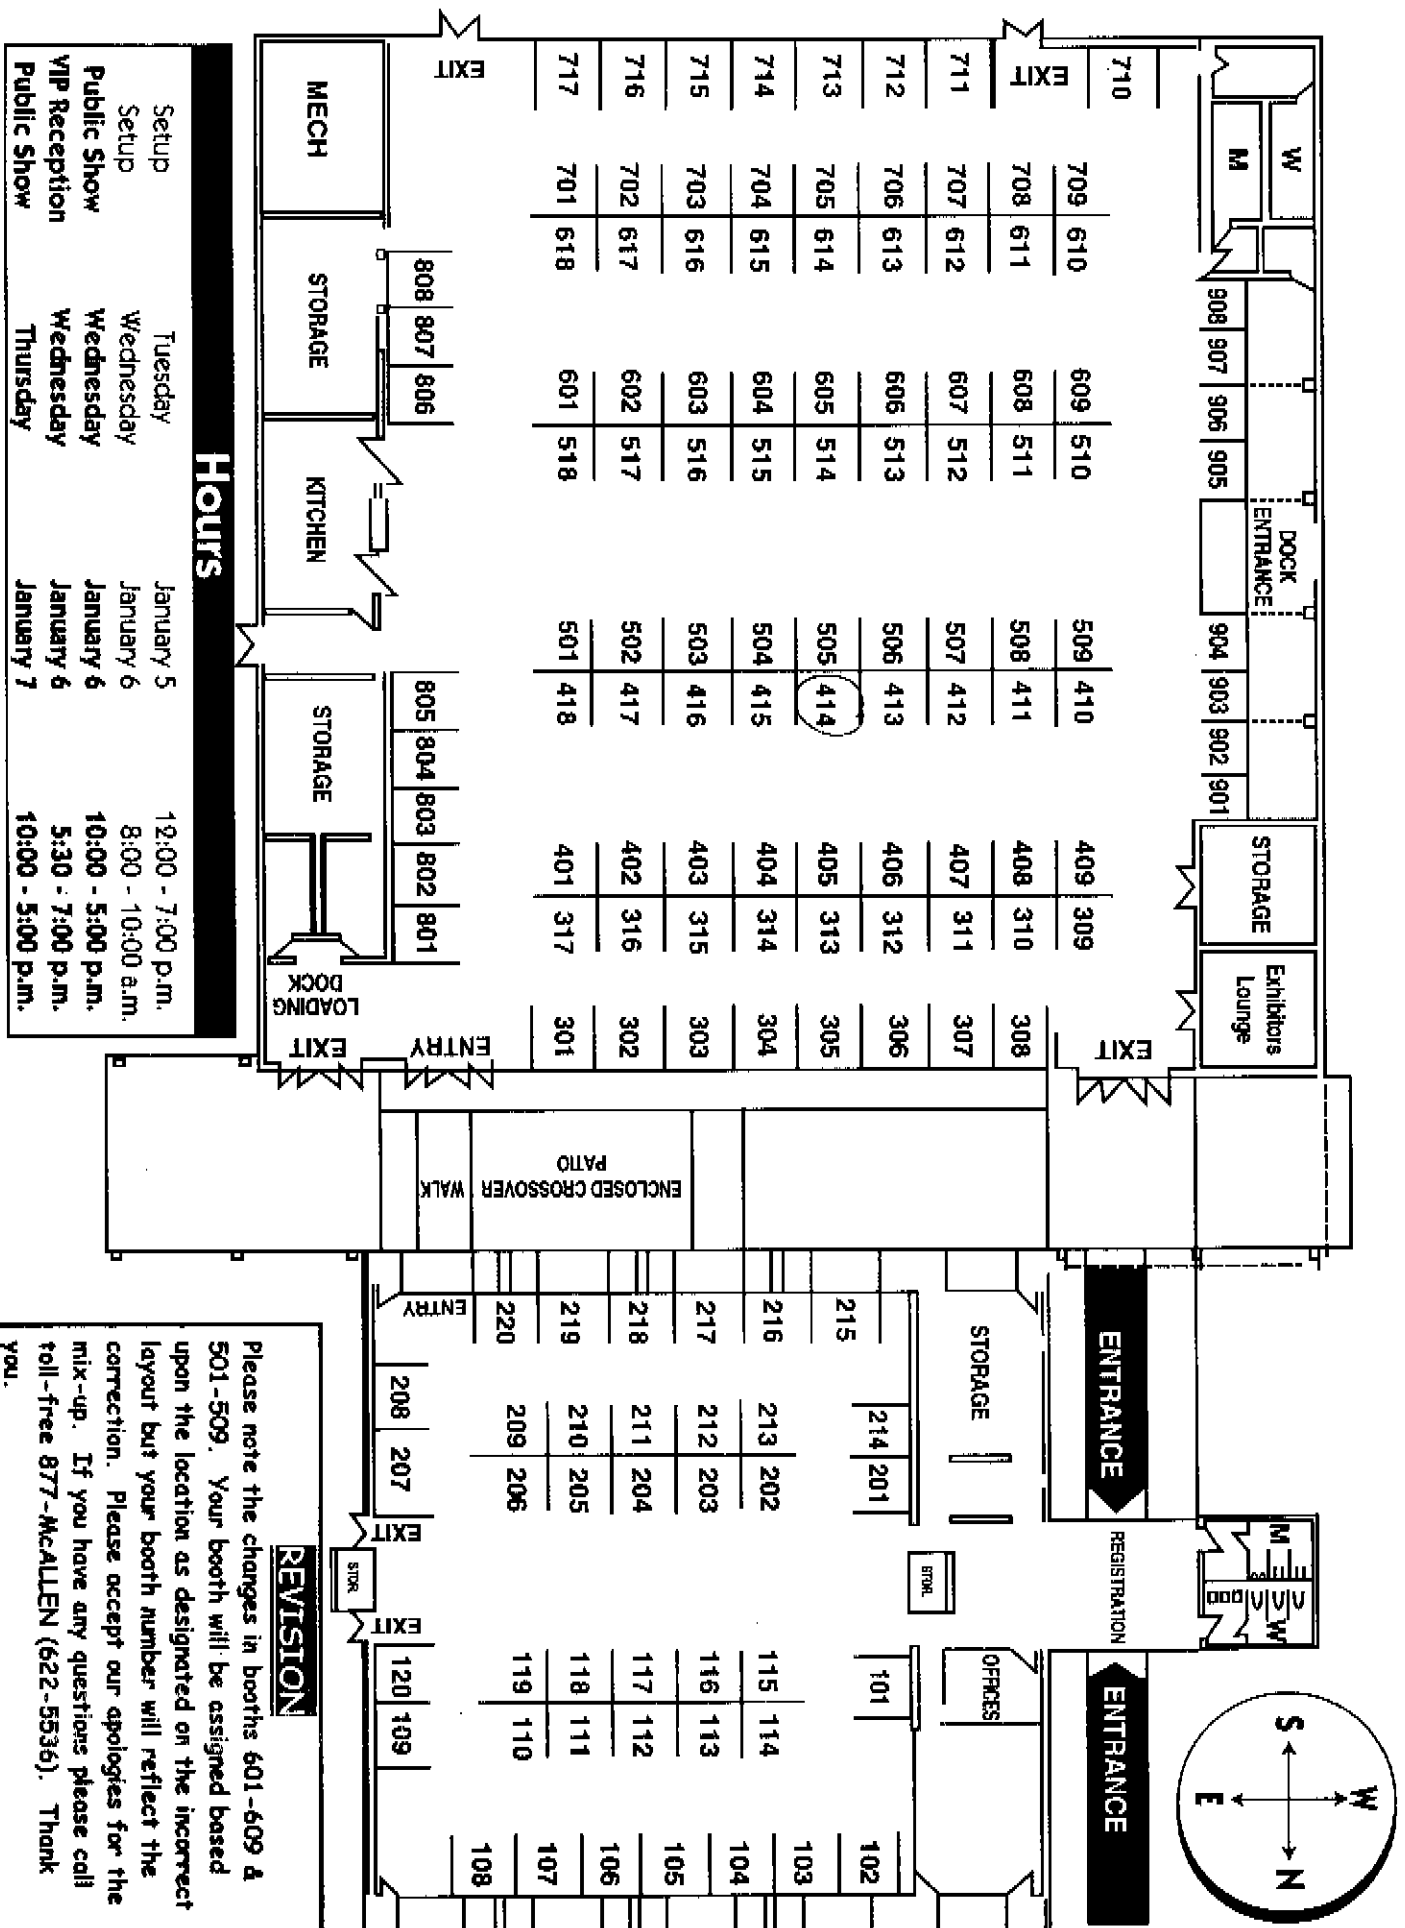 EXIT
717
716
715
714
713
712
711
EXIT
710
W
M
MECH
701
702
703
704
705
706
707
708
709
618
617
616
615
614
613
612
611
610
STORAGE
808
807
806
908
907
906
905
601
602
603
604
605
606
607
608
609
518
517
516
515
514
513
512
511
510
KITCHEN
DOCK
ENTRANCE
501
502
503
504
505
506
507
508
509
418
417
416
415
414
413
412
411
410
904
903
902
901
STORAGE
805
804
803
802
801
401
402
403
404
405
406
407
408
409
317
316
315
314
313
312
311
310
309
STORAGE
Exhibitors
Lounge
LOADING
DOCK
EXIT
ENTRY
301
302
303
304
305
306
307
308
EXIT
WALK
ENCLOSED CROSSOVER
PATIO
ENTRY
220
219
218
217
216
215
STORAGE
ENTRANCE
208
207
209
210
211
212
213
206
205
204
203
202
214
201
EXIT
STOR.
EXIT
STOR.
REGISTRATION
M
W
120
109
119
118
117
116
115
110
111
112
113
114
101
OFFICES
ENTRANCE
108
107
106
105
104
103
102
W
S
N
E
Hours
Setup Tuesday January 5 12:00 - 7:00 p.m.
Setup Wednesday January 6 8:00 - 10:00 a.m.
Public Show Wednesday January 6 10:00 - 5:00 p.m.
VIP Reception Wednesday January 6 5:30 - 7:00 p.m.
Public Show Thursday January 7 10:00 - 5:00 p.m.
REVISION
Please note the changes in booths 601-609 &
501-509. Your booth will be assigned based
upon the location as designated on the incorrect
layout but your booth number will reflect the
correction. Please accept our apologies for the
mix-up. If you have any questions please call
toll-free 877-McALLEN (622-5536). Thank
you.